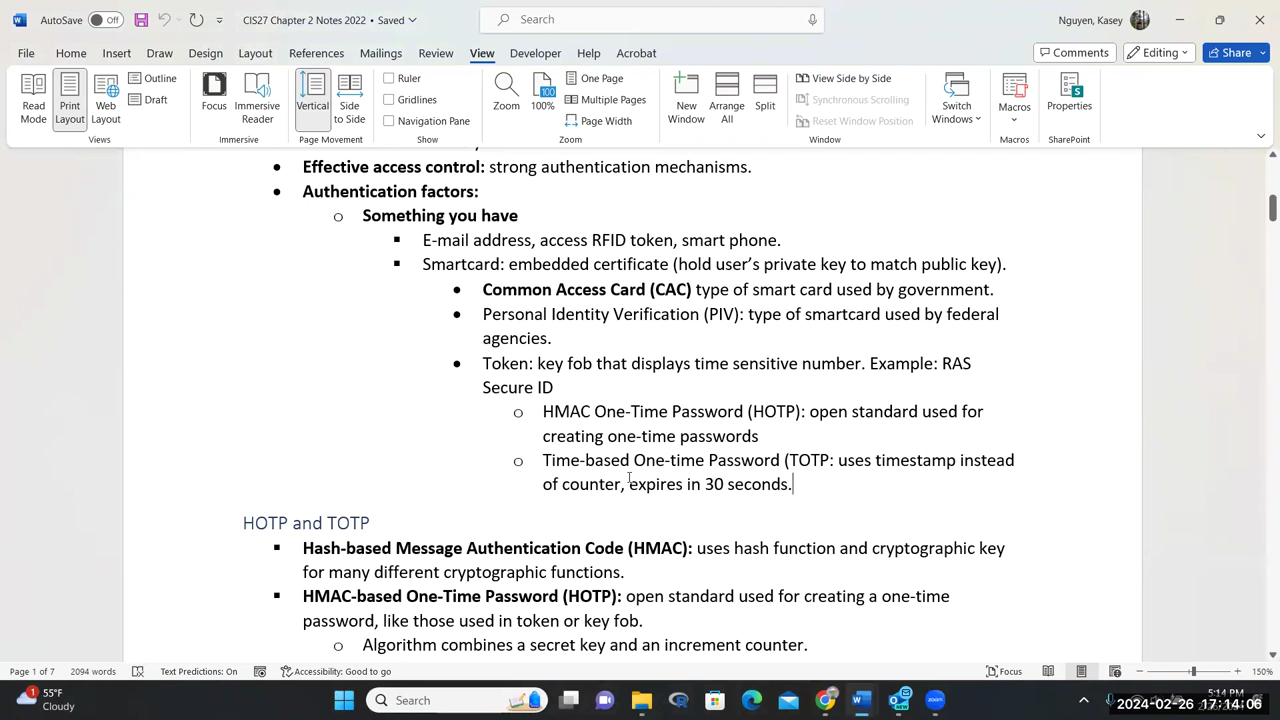 AutoSave Off CIS27 Chapter 2 Notes 2022 • Saved Search Nguyen, Kasey
File Home Insert Draw Design Layout References Mailings Review View Developer Help Acrobat Comments Editing Share
Read Mode Print Layout Web Layout Outline Draft Focus Immersive Reader Vertical Side to Side Ruler Gridlines Navigation Pane Zoom 100% One Page Multiple Pages Page Width New Window Arrange All Split View Side by Side Synchronous Scrolling Reset Window Position Switch Windows Macros Properties
Views Immersive Page Movement Show Zoom Window Macros SharePoint
• Effective access control: strong authentication mechanisms.
• Authentication factors:
o Something you have
▪ E-mail address, access RFID token, smart phone.
▪ Smartcard: embedded certificate (hold user's private key to match public key).
• Common Access Card (CAC) type of smart card used by government.
• Personal Identity Verification (PIV): type of smartcard used by federal
agencies.
• Token: key fob that displays time sensitive number. Example: RAS
Secure ID
o HMAC One-Time Password (HOTP): open standard used for
creating one-time passwords
o Time-based One-time Password (TOTP: uses timestamp instead
of counter, expires in 30 seconds.
HOTP and TOTP
▪ Hash-based Message Authentication Code (HMAC): uses hash function and cryptographic key
for many different cryptographic functions.
▪ HMAC-based One-Time Password (HOTP): open standard used for creating a one-time
password, like those used in token or key fob.
o Algorithm combines a secret key and an increment counter.
Page 1 of 7 2094 words Text Predictions: On Accessibility: Good to go Focus 150%
1 55°F Cloudy Search 5:14 PM
2024-02-26 17:14:06